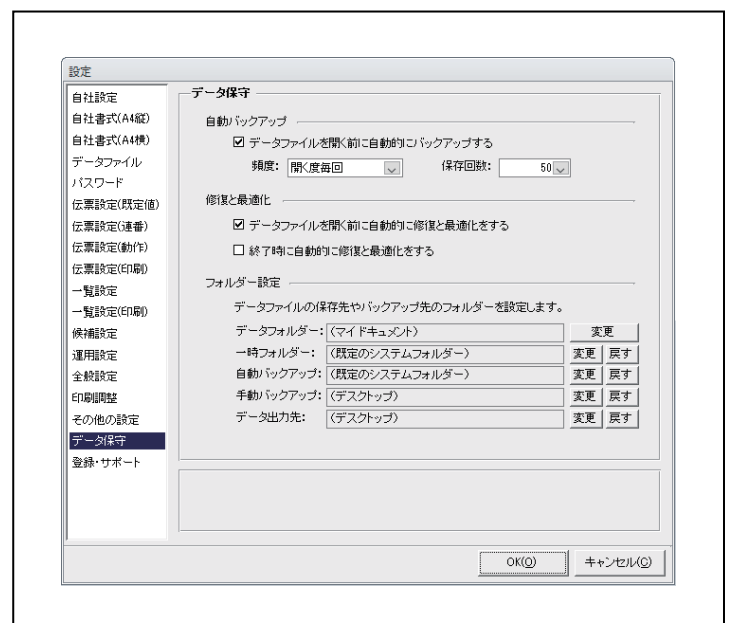 設定
自社設定
自社書式(A4縦)
自社書式(A4横)
データファイル
パスワード
伝票設定(既定値)
伝票設定(連番)
伝票設定(動作)
伝票設定(印刷)
一覧設定
一覧設定(印刷)
候補設定
運用設定
全般設定
印刷調整
その他の設定
データ保守
登録・サポート
データ保守
自動バックアップ
データファイルを開く前に自動的にバックアップする
頻度: 開く度毎回 保存回数: 50
修復と最適化
データファイルを開く前に自動的に修復と最適化をする
終了時に自動的に修復と最適化をする
フォルダー設定
データファイルの保存先やバックアップ先のフォルダーを設定します。
データフォルダー: (マイドキュメント) 変更
一時フォルダー: (既定のシステムフォルダー) 変更 戻す
自動バックアップ: (既定のシステムフォルダー) 変更 戻す
手動バックアップ: (デスクトップ) 変更 戻す
データ出力先: (デスクトップ) 変更 戻す
OK(O) キャンセル(C)